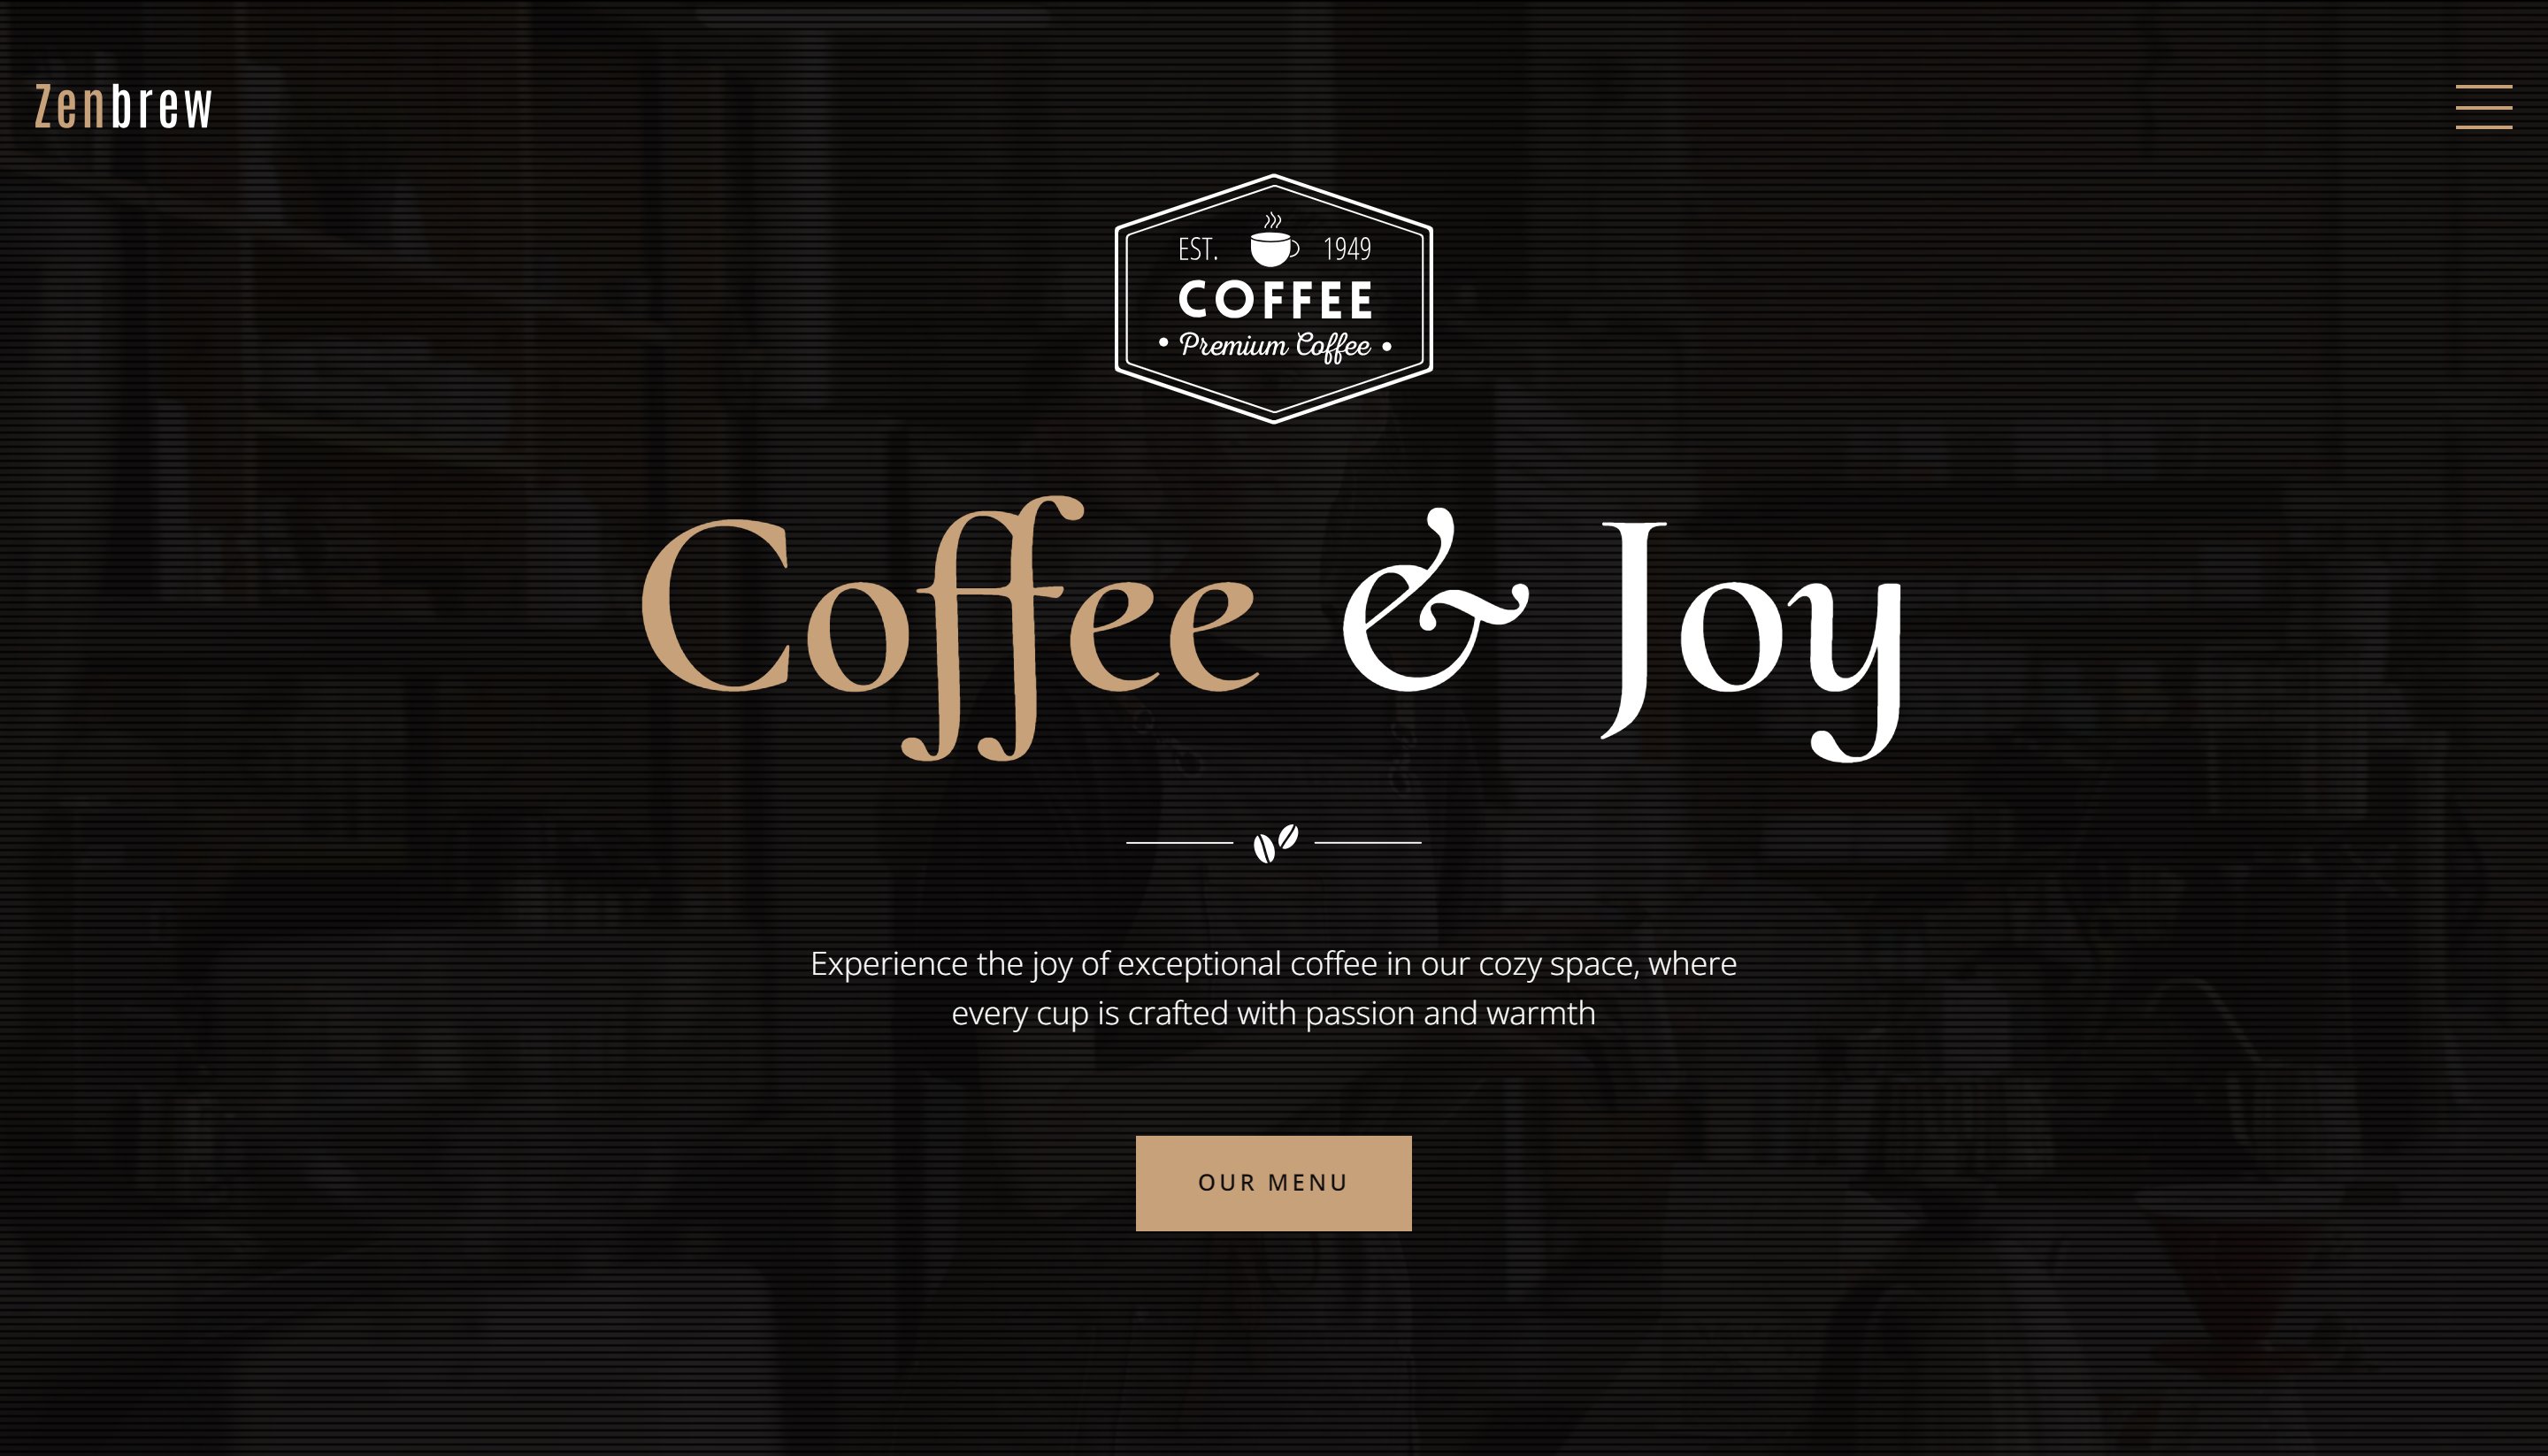 Zenbrew
EST. 1949
COFFEE
• Premium Coffee •
Coffee & Joy
Experience the joy of exceptional coffee in our cozy space, where
every cup is crafted with passion and warmth
OUR MENU